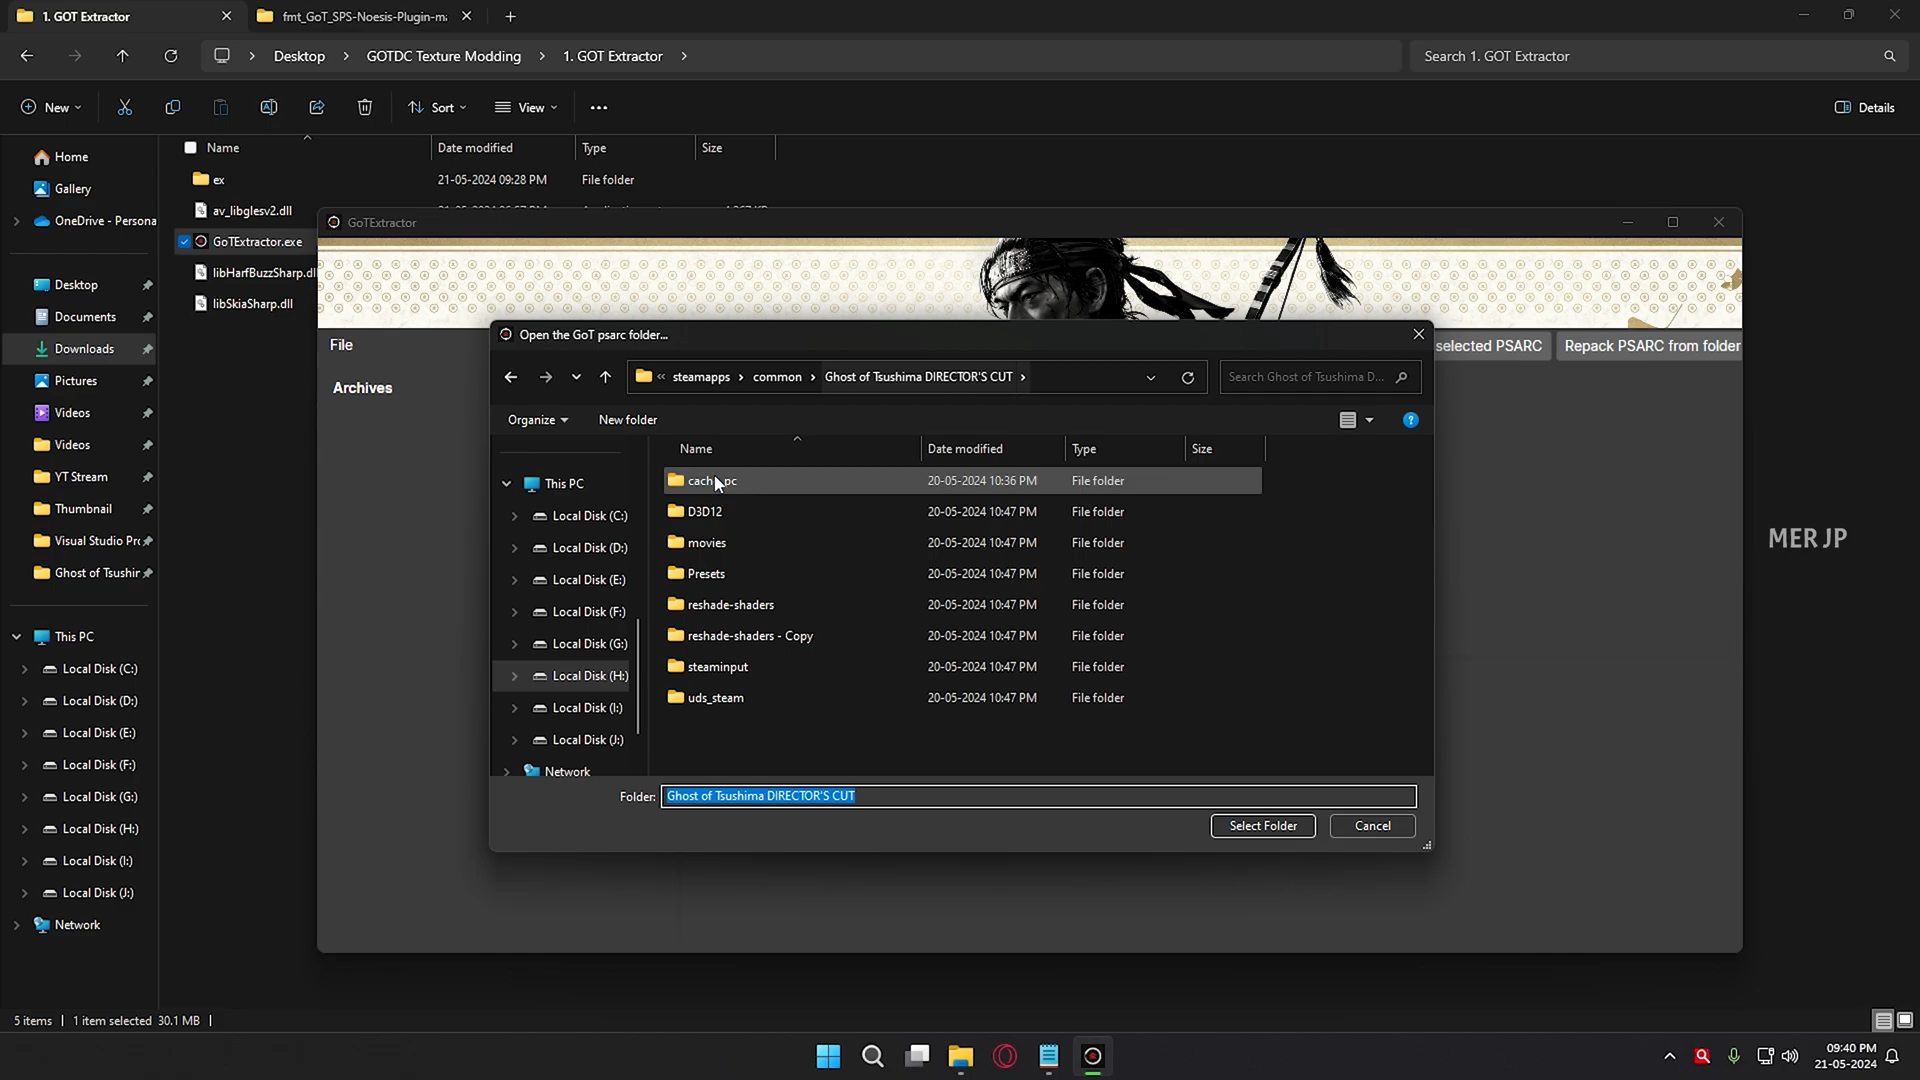 1. GOT Extractor
fmt_GoT_SPS-Noesis-Plugin-m
Desktop > GOTDC Texture Modding > 1. GOT Extractor >
Search 1. GOT Extractor
New
Sort
View
Details
Name
Date modified
Type
Size
Home
Gallery
OneDrive - Persona
Desktop
Documents
Downloads
Pictures
Videos
Videos
YT Stream
Thumbnail
Visual Studio Pr
Ghost of Tsushir
This PC
Local Disk (C:)
Local Disk (D:)
Local Disk (E:)
Local Disk (F:)
Local Disk (G:)
Local Disk (H:)
Local Disk (I:)
Local Disk (J:)
Network
ex 21-05-2024 09:28 PM File folder
av_libglesv2.dll
GoTExtractor.exe
libHarfBuzzSharp.dll
libSkiaSharp.dll
GoTExtractor
File
selected PSARC
Repack PSARC from folder
Archives
Open the GoT psarc folder...
« steamapps > common > Ghost of Tsushima DIRECTOR'S CUT >
Search Ghost of Tsushima D...
Organize
New folder
?
Name
Date modified
Type
Size
This PC
Local Disk (C:)
Local Disk (D:)
Local Disk (E:)
Local Disk (F:)
Local Disk (G:)
Local Disk (H:)
Local Disk (I:)
Local Disk (J:)
Network
cach pc 20-05-2024 10:36 PM File folder
D3D12 20-05-2024 10:47 PM File folder
movies 20-05-2024 10:47 PM File folder
Presets 20-05-2024 10:47 PM File folder
reshade-shaders 20-05-2024 10:47 PM File folder
reshade-shaders - Copy 20-05-2024 10:47 PM File folder
steaminput 20-05-2024 10:47 PM File folder
uds_steam 20-05-2024 10:47 PM File folder
Folder: Ghost of Tsushima DIRECTOR'S CUT
Select Folder
Cancel
MER JP
5 items | 1 item selected 30.1 MB |
09:40 PM
21-05-2024